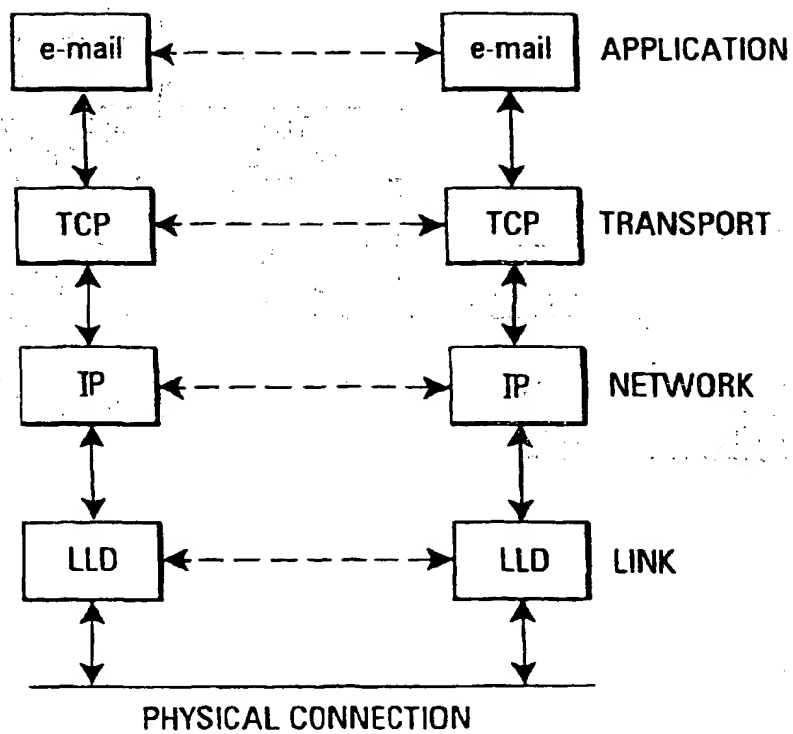 e-mail e-mail APPLICATION
TCP TCP TRANSPORT
IP IP NETWORK
LLD LLD LINK
PHYSICAL CONNECTION